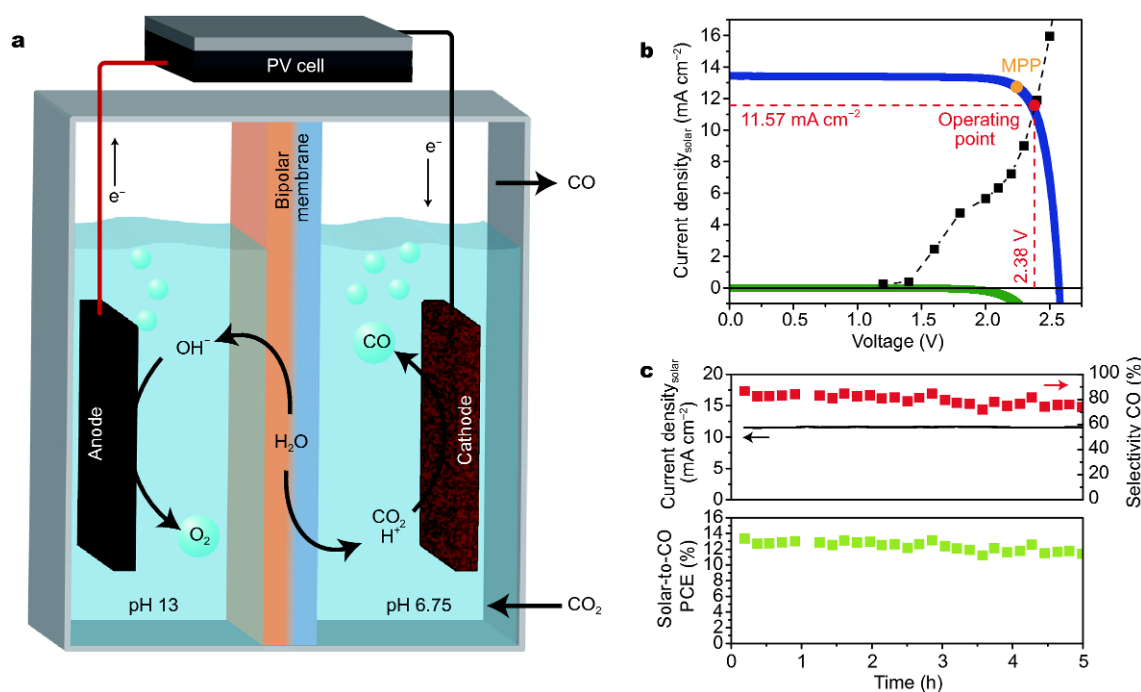 a
PV cell
e⁻
Bipolar
membrane
e⁻
CO
Anode
OH⁻
CO
H₂O
Cathode
CO₂
H⁺
O₂
pH 13
pH 6.75
CO₂
b
Current density_solar (mA cm⁻²)
16
14
12
10
8
6
4
2
0
MPP
11.57 mA cm⁻²
Operating
point
2.38 V
0.0 0.5 1.0 1.5 2.0 2.5
Voltage (V)
c
Current density_solar
(mA cm⁻²)
20
15
10
5
0
100
80
60
40
20
0
Selectivity CO (%)
Solar-to-CO
PCE (%)
16
14
12
10
8
6
4
2
0
0 1 2 3 4 5
Time (h)